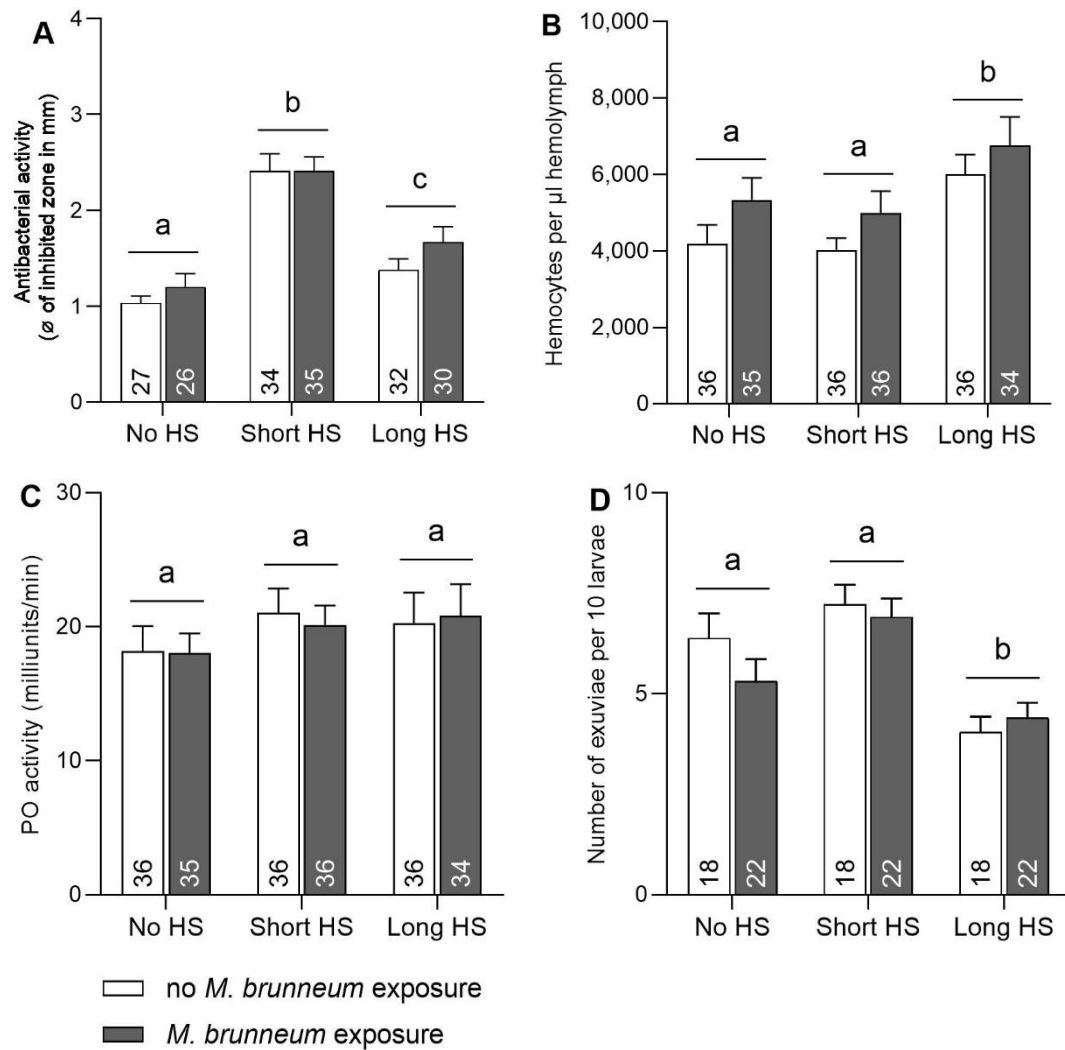 A
Antibacterial activity
(ø of inhibited zone in mm)
4
3
2
1
0
a
b
c
27
26
34
35
32
30
No HS
Short HS
Long HS
B
Hemocytes per µl hemolymph
10,000
8,000
6,000
4,000
2,000
0
a
a
b
36
35
36
36
36
34
No HS
Short HS
Long HS
C
PO activity (milliunits/min)
30
20
10
0
a
a
a
36
35
36
36
36
34
No HS
Short HS
Long HS
D
Number of exuviae per 10 larvae
10
5
0
a
a
b
18
22
18
22
18
22
No HS
Short HS
Long HS
no M. brunneum exposure
M. brunneum exposure